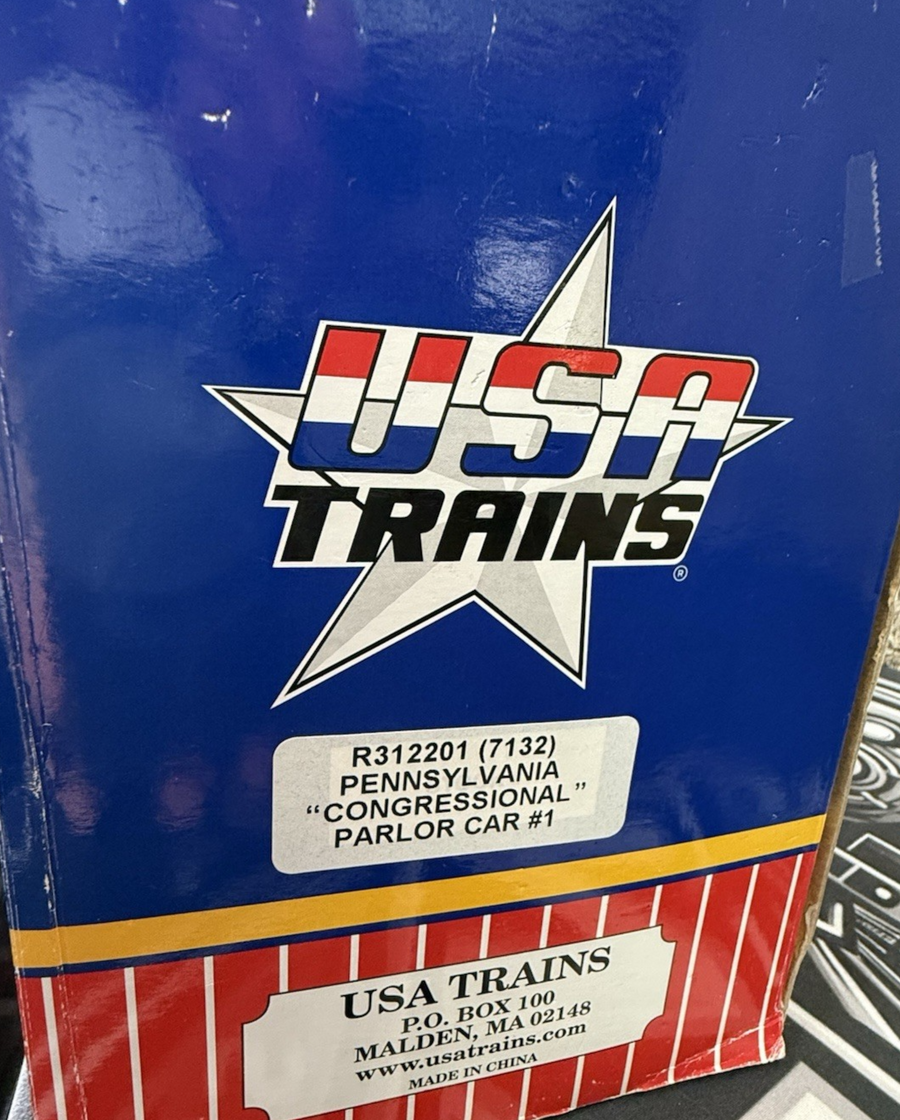 USA
TRAINS
®
R312201 (7132)
PENNSYLVANIA
“CONGRESSIONAL”
PARLOR CAR #1
USA TRAINS
P.O. BOX 100
MALDEN, MA 02148
www.usatrains.com
MADE IN CHINA